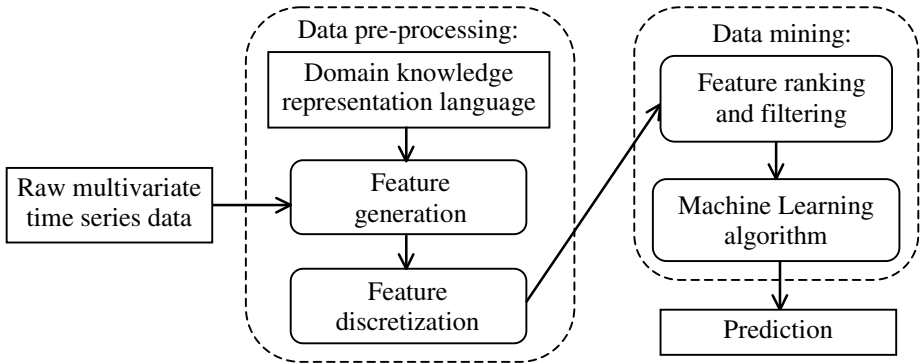 Data pre-processing:
Domain knowledge
representation language
Raw multivariate
time series data
Feature
generation
Feature
discretization
Data mining:
Feature ranking
and filtering
Machine Learning
algorithm
Prediction